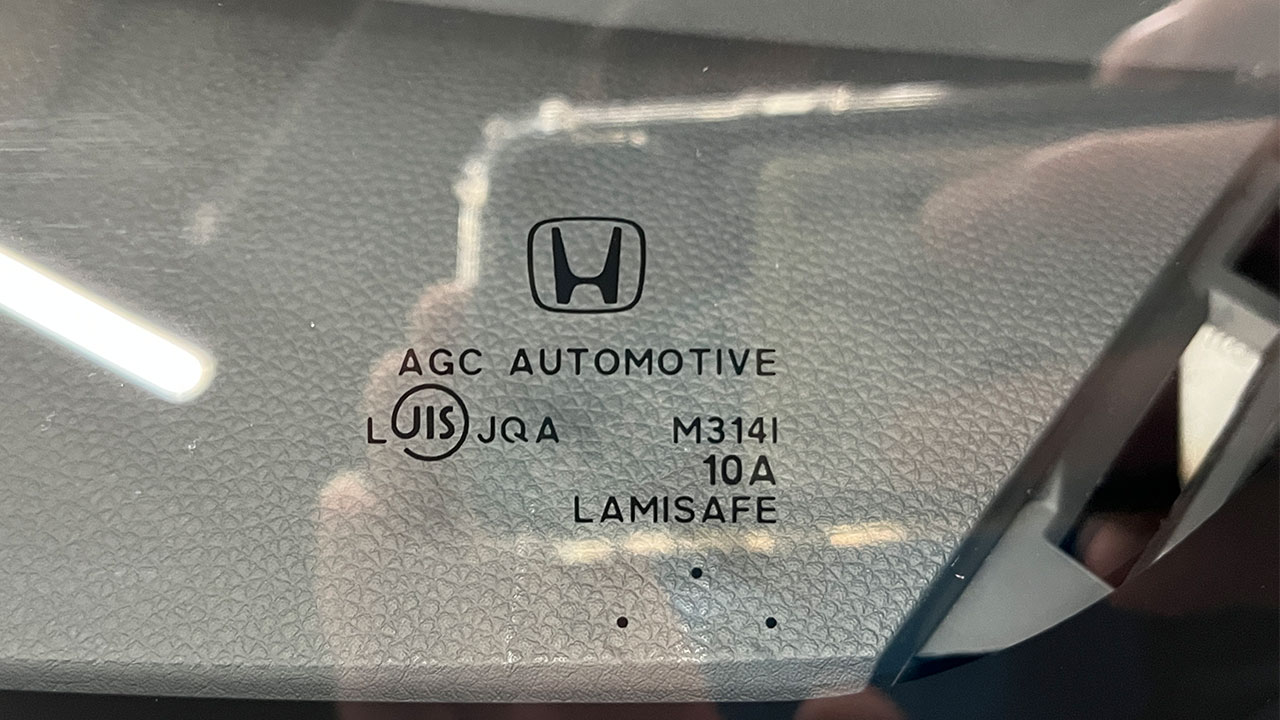 AGC AUTOMOTIVE
L JIS JQA M314I
10A
LAMISAFE